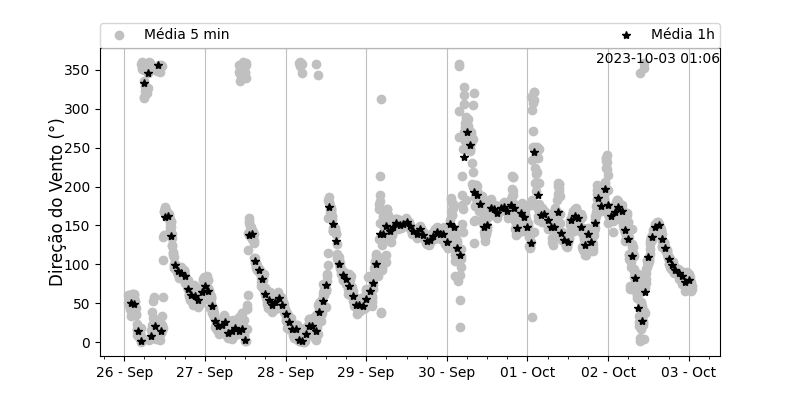 Média 5 min
Média 1h
2023-10-03 01:06
Direção do Vento (°)
350
300
250
200
150
100
50
0
26 - Sep
27 - Sep
28 - Sep
29 - Sep
30 - Sep
01 - Oct
02 - Oct
03 - Oct